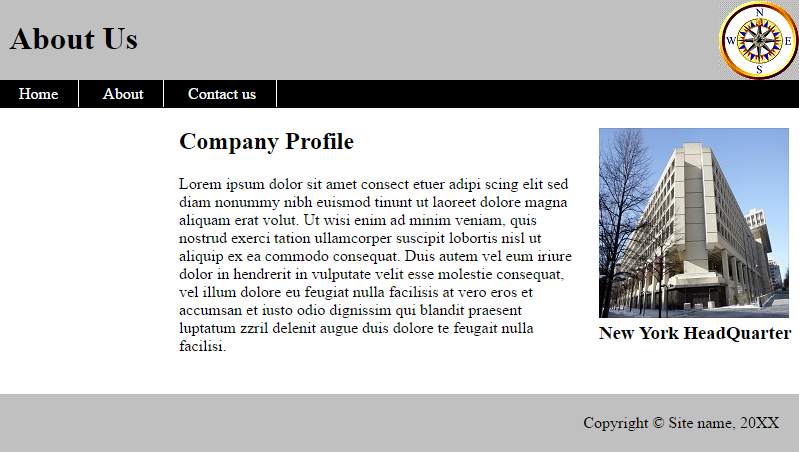 About Us
N
W E
S
Home About Contact us
Company Profile
Lorem ipsum dolor sit amet consect etuer adipi scing elit sed
diam nonummy nibh euismod tinunt ut laoreet dolore magna
aliquam erat volut. Ut wisi enim ad minim veniam, quis
nostrud exerci tation ullamcorper suscipit lobortis nisl ut
aliquip ex ea commodo consequat. Duis autem vel eum iriure
dolor in hendrerit in vulputate velit esse molestie consequat,
vel illum dolore eu feugiat nulla facilisis at vero eros et
accumsan et iusto odio dignissim qui blandit praesent
luptatum zzril delenit augue duis dolore te feugait nulla
facilisi.
New York HeadQuarter
Copyright © Site name, 20XX